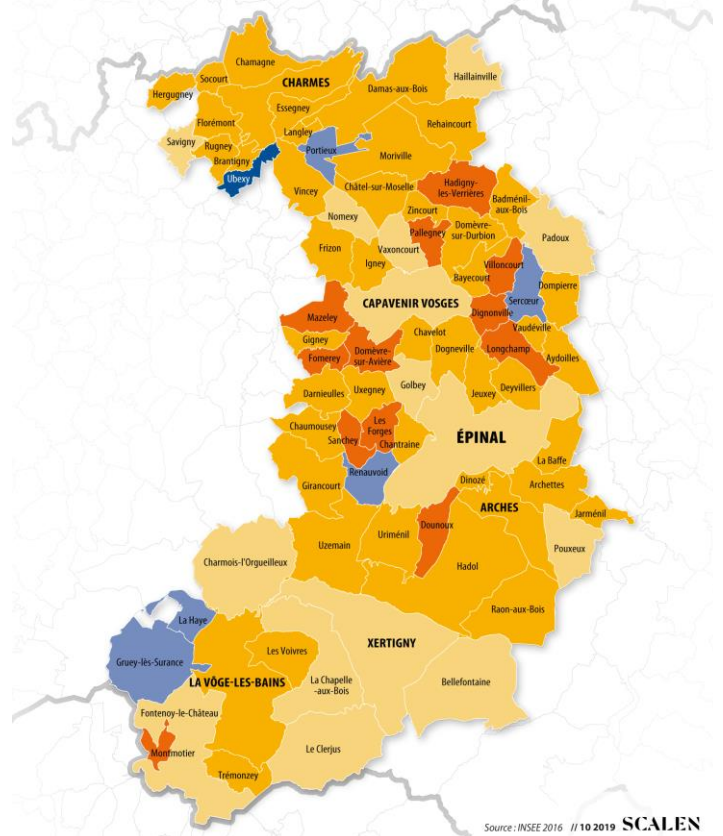 Chamagne
Haillainville
Socourt
CHARMES
Damas-aux-Bois
Hergugney
Essegney
Florémont
Rehaincourt
Langley
Savigny
Rugney
Portieux
Brantigny
Moriville
Ubexy
Châtel-sur-Moselle
Hadigny
-les-Verrières
Vincey
Badménil
-aux-Bois
Zincourt
Nomexy
Domèvre
-sur-Durbion
Pallegney
Padoux
Frizon
Vaxoncourt
Igney
Villoncourt
Bayecourt
Dompierre
CAPAVENIR VOSGES
Sercœur
Dignonville
Mazeley
Vaudéville
Chavelot
Gigney
Domèvre
-sur-Avière
Dogneville
Longchamp
Fomerey
Aydoilles
Golbey
Uxegney
Jeuxey
Deyvillers
Darnieulles
Les
Forges
Chaumousey
Sanchey
Chantraine
ÉPINAL
La Baffe
Renauvoid
Dinozé
Girancourt
Archettes
ARCHES
Jarménil
Dounoux
Uriménil
Uzemain
Pouxeux
Charmois-l'Orgueilleux
Hadol
Raon-aux-Bois
La Haye
XERTIGNY
Les Voivres
Gruey-lès-Surance
La Chapelle
-aux-Bois
LA VÔGE-LES-BAINS
Bellefontaine
Fontenoy-le-Château
Montmotier
Le Clerjus
Trémonzey
Source : INSEE 2016 // 10 2019 SCALEN